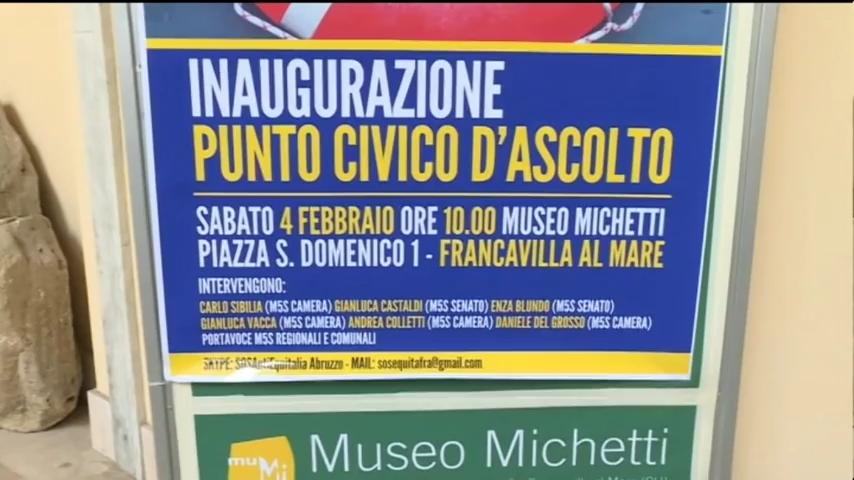 INAUGURAZIONE
PUNTO CIVICO D'ASCOLTO
SABATO 4 FEBBRAIO ORE 10.00 MUSEO MICHETTI
PIAZZA S. DOMENICO 1 - FRANCAVILLA AL MARE
INTERVENGONO:
CARLO SIBILIA (M5S CAMERA) GIANLUCA CASTALDI (M5S SENATO) ENZA BLUNDO (M5S SENATO)
GIANLUCA VACCA (M5S CAMERA) ANDREA COLLETTI (M5S CAMERA) DANIELE DEL GROSSO (M5S CAMERA)
PORTAVOCE M5S REGIONALI E COMUNALI
SKYPE: SOSAntiEquitalia Abruzzo - MAIL: sosequitafra@gmail.com
muMi
Museo Michetti